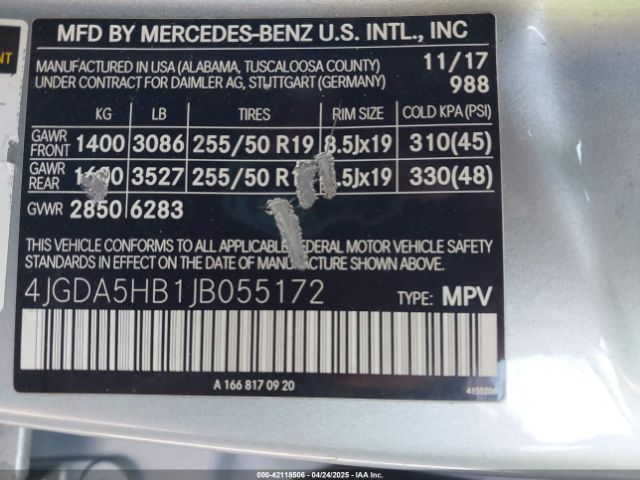 ENT
MFD BY MERCEDES-BENZ U.S. INTL., INC
MANUFACTURED IN USA (ALABAMA, TUSCALOOSA COUNTY) 11/17
UNDER CONTRACT FOR DAIMLER AG, STUTTGART (GERMANY) 988
KG LB TIRES RIM SIZE COLD KPA (PSI)
GAWR FRONT 1400 3086 255/50 R19 8.5Jx19 310(45)
GAWR REAR 3527 255/50 330(48)
GVWR 2850 6283
THIS VEHICLE CONFORMS TO ALL APPLICABLE FEDERAL MOTOR VEHICLE SAFETY
STANDARDS IN EFFECT ON THE DATE OF MANUFACTURE SHOWN ABOVE.
4JGDA5HB1JB055172 TYPE: MPV
A 166 817 09 20
000-42118506 - 04/24/2025 - IAA Inc.